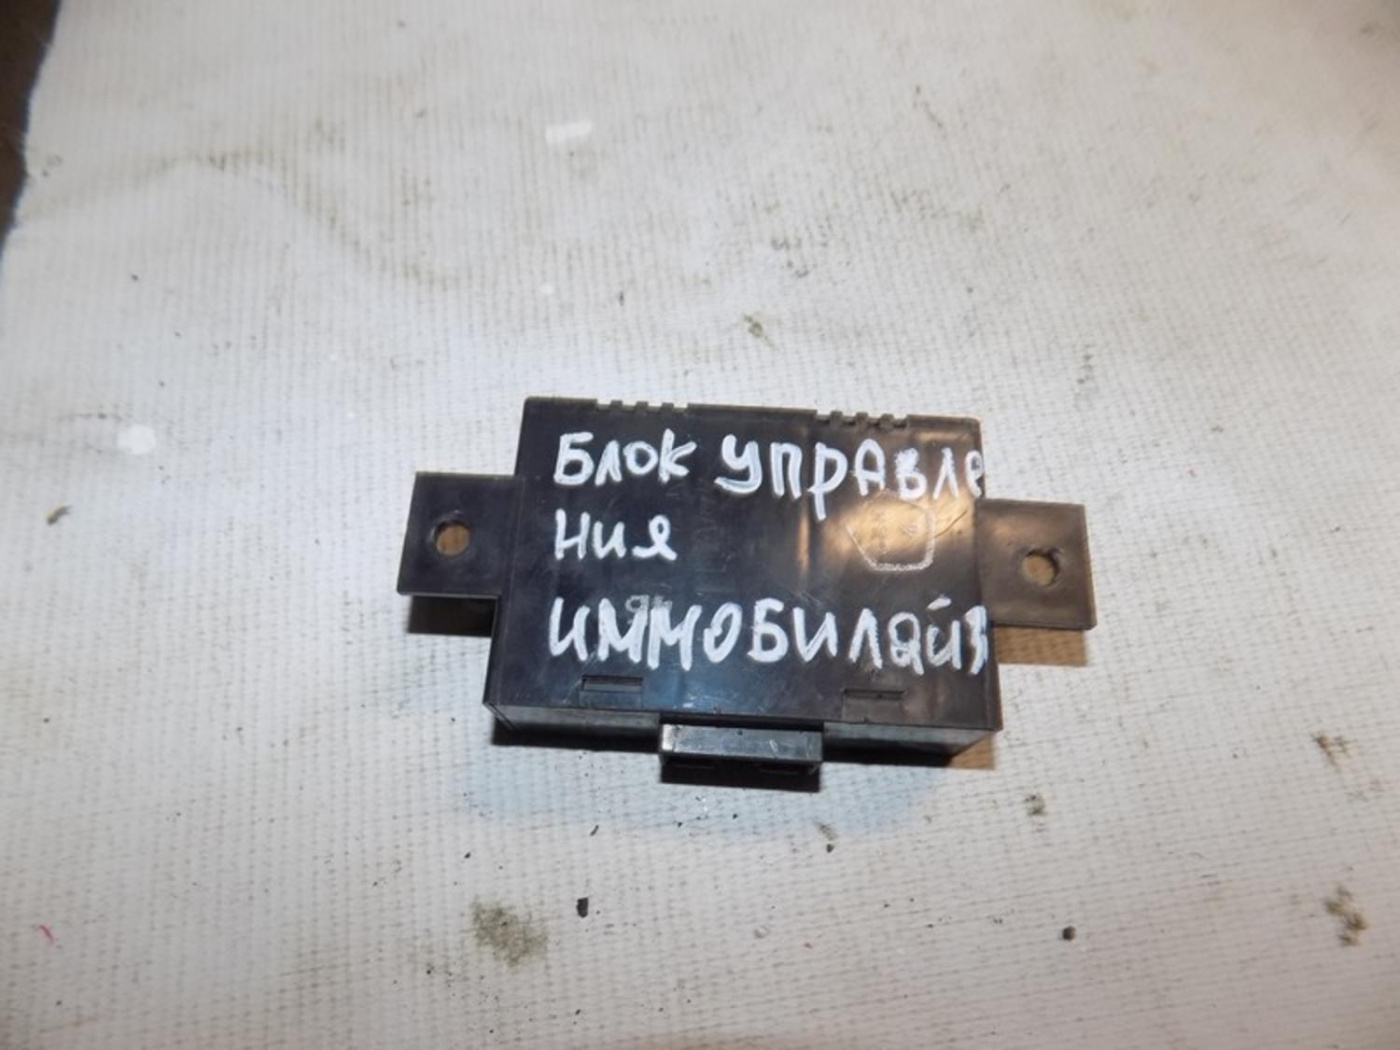 Блок управле
ния
иммобилайз